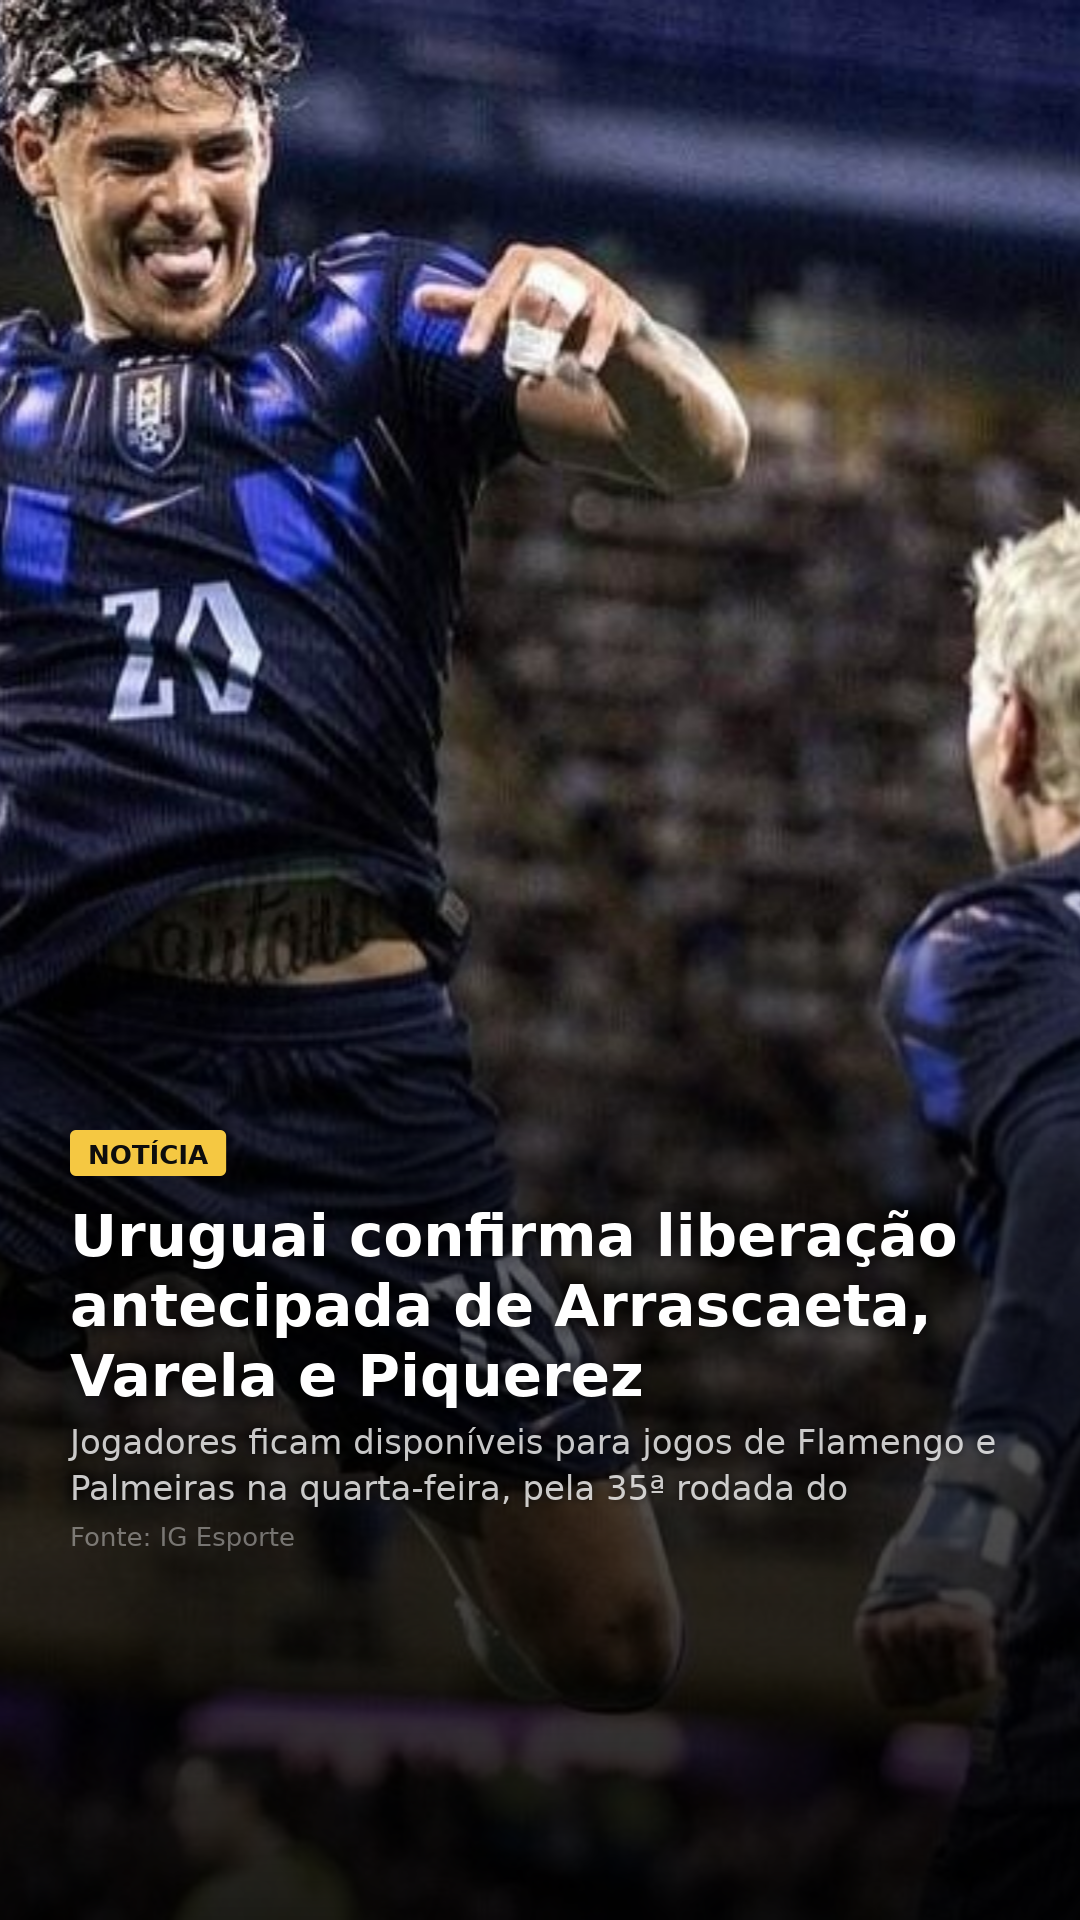 20
NOTÍCIA
Uruguai confirma liberação
antecipada de Arrascaeta,
Varela e Piquerez
Jogadores ficam disponíveis para jogos de Flamengo e
Palmeiras na quarta-feira, pela 35ª rodada do
Fonte: IG Esporte